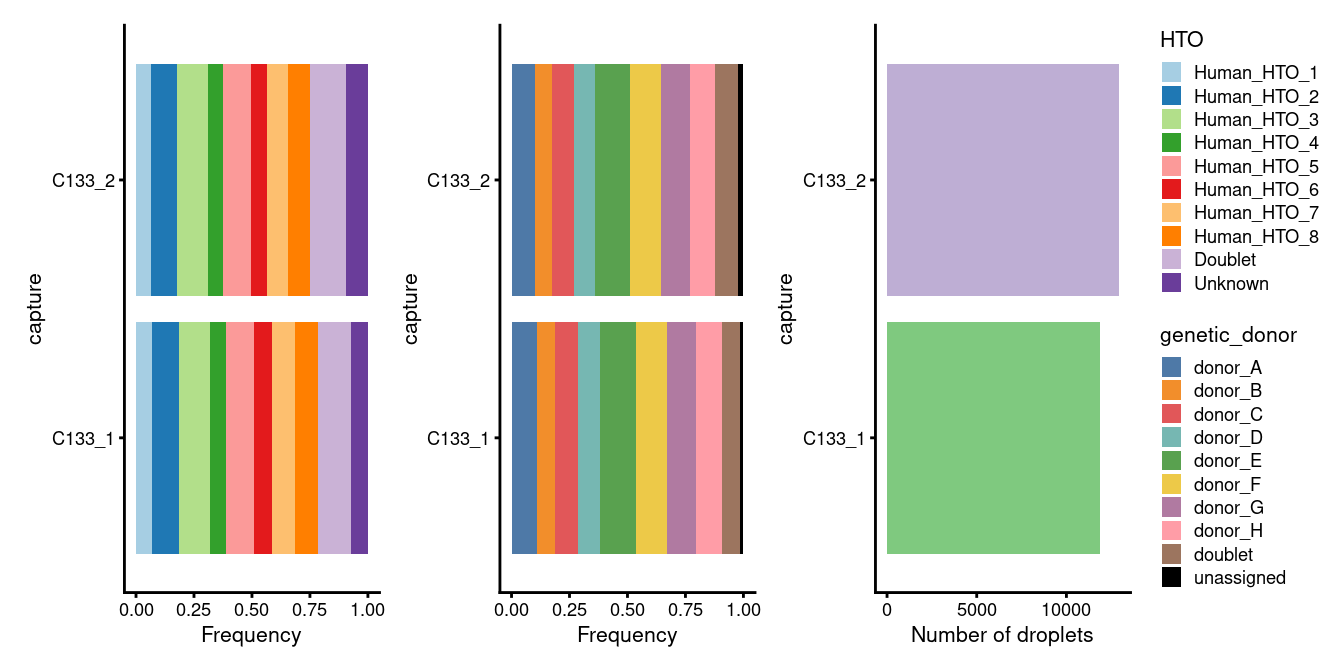 capture
C133_2
C133_1
0.00 0.25 0.50 0.75 1.00
Frequency
capture
C133_2
C133_1
0.00 0.25 0.50 0.75 1.00
Frequency
capture
C133_2
C133_1
0 5000 10000
Number of droplets
HTO
Human_HTO_1
Human_HTO_2
Human_HTO_3
Human_HTO_4
Human_HTO_5
Human_HTO_6
Human_HTO_7
Human_HTO_8
Doublet
Unknown
genetic_donor
donor_A
donor_B
donor_C
donor_D
donor_E
donor_F
donor_G
donor_H
doublet
unassigned